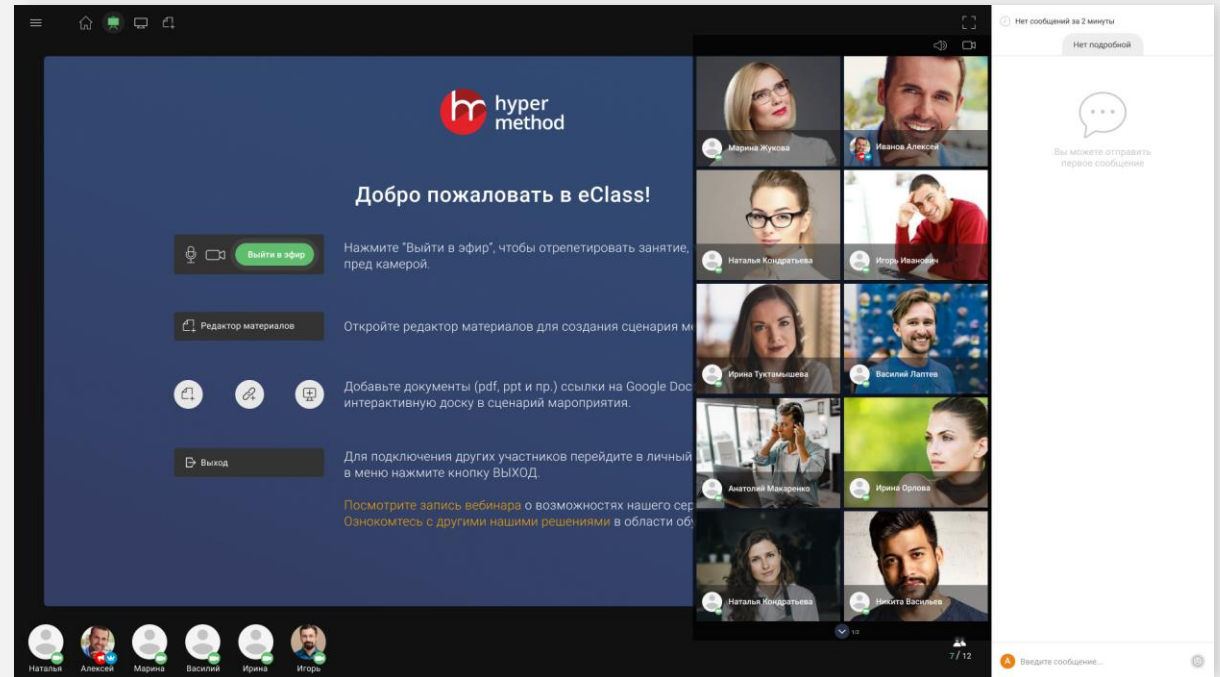 Нет сообщений за 2 минуты
Нет подробной
hyper
method
Добро пожаловать в eClass!
Выйти в эфир
Нажмите "Выйти в эфир", чтобы отрепетировать занятие,
пред камерой.
Редактор материалов
Откройте редактор материалов для создания сценария м
Добавьте документы (pdf, ppt и пр.) ссылки на Google Doc
интерактивную доску в сценарий мароприятия.
Выход
Для подключения других участников перейдите в личный
в меню нажмите кнопку ВЫХОД.
Посмотрите запись вебинара о возможностях нашего сер
Ознокомтесь с другими нашими решениями в области об
Марина Жукова
Иванов Алексей
Наталья Кондратьева
Игорь Иванович
Ирина Туктамышева
Василий Лаптев
Анатолий Макаренко
Ирина Орлова
Наталья Кондратьева
Никита Васильев
Вы можете отправить
первое сообщение
Наталья
Алексей
Марина
Василий
Ирина
Игорь
7/12
А
Введите сообщение...